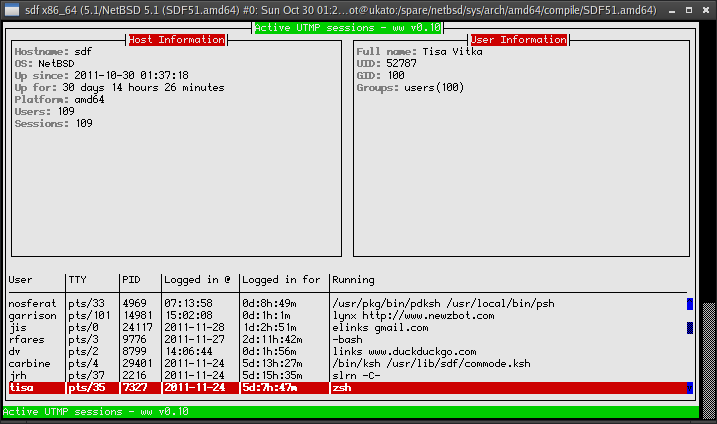 sdf x86_64 (5.1/NetBSD 5.1 (SDF51.amd64) #0: Sun Oct 30 01:2...ot@ukato:/spare/netbsd/sys/arch/amd64/compile/SDF51.amd64)
Active UTMP sessions - ww v0.10
Host Information
Hostname: sdf
OS: NetBSD
Up since: 2011-10-30 01:37:18
Up for: 30 days 14 hours 26 minutes
Platform: amd64
Users: 109
Sessions: 109
User Information
Full name: Tisa Vitka
UID: 52787
GID: 100
Groups: users(100)
User TTY PID Logged in @ Logged in for Running
nosferat pts/33 4969 07:13:58 0d:8h:49m /usr/pkg/bin/pdksh /usr/local/bin/psh
garrison pts/101 14981 15:02:08 0d:1h:1m lynx http://www.newzbot.com
jis pts/0 24117 2011-11-28 1d:2h:51m elinks gmail.com
rfares pts/3 9776 2011-11-27 2d:11h:42m -bash
dv pts/2 8799 14:06:44 0d:1h:56m links www.duckduckgo.com
carbine pts/4 29401 2011-11-24 5d:13h:27m /bin/ksh /usr/lib/sdf/commode.ksh
jrh pts/37 2216 2011-11-24 5d:15h:35m slrn -C-
tisa pts/35 7327 2011-11-24 5d:7h:47m zsh
Active UTMP sessions - ww v0.10